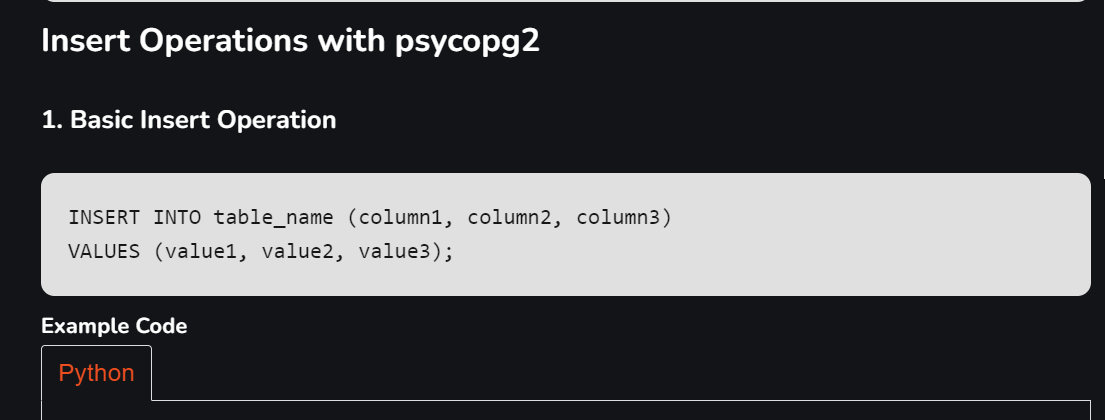 Insert Operations with psycopg2
1. Basic Insert Operation
INSERT INTO table_name (column1, column2, column3)
VALUES (value1, value2, value3);
Example Code
Python